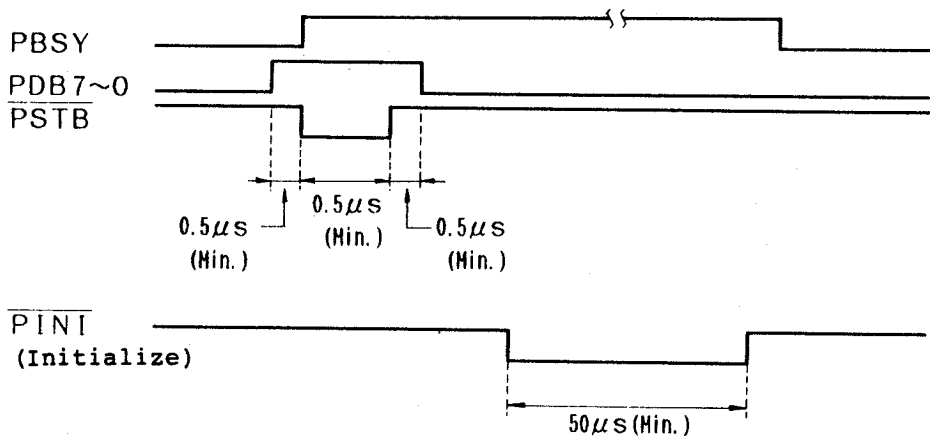 PBSY
PDB7~0
PSTB
0.5μs
(Min.)
0.5μs
(Min.)
0.5μs
(Min.)
PINI
(Initialize)
50μs(Min.)